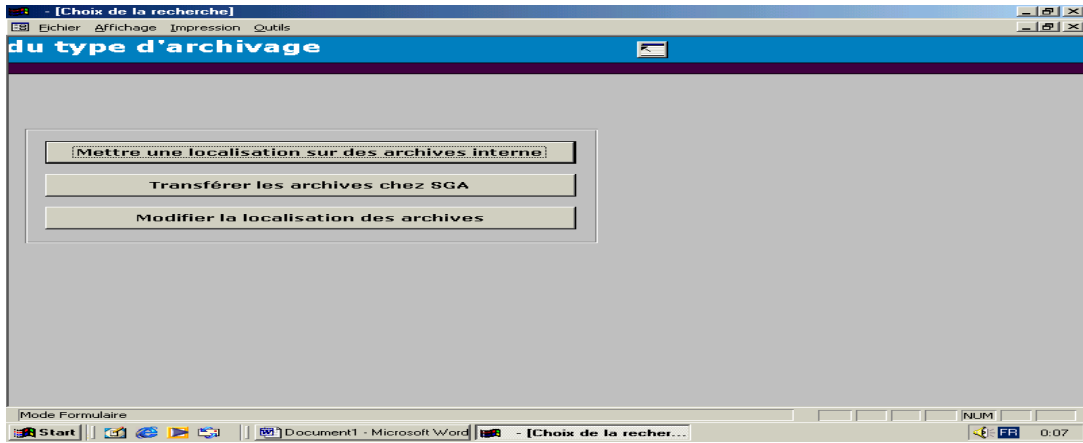 - [Choix de la recherche]
Fichier Affichage Impression Outils
du type d'archivage
Mettre une localisation sur des archives interne
Transférer les archives chez SGA
Modifier la localisation des archives
Mode Formulaire NUM
Start Document1 - Microsoft Word - [Choix de la recher... FR 0:07